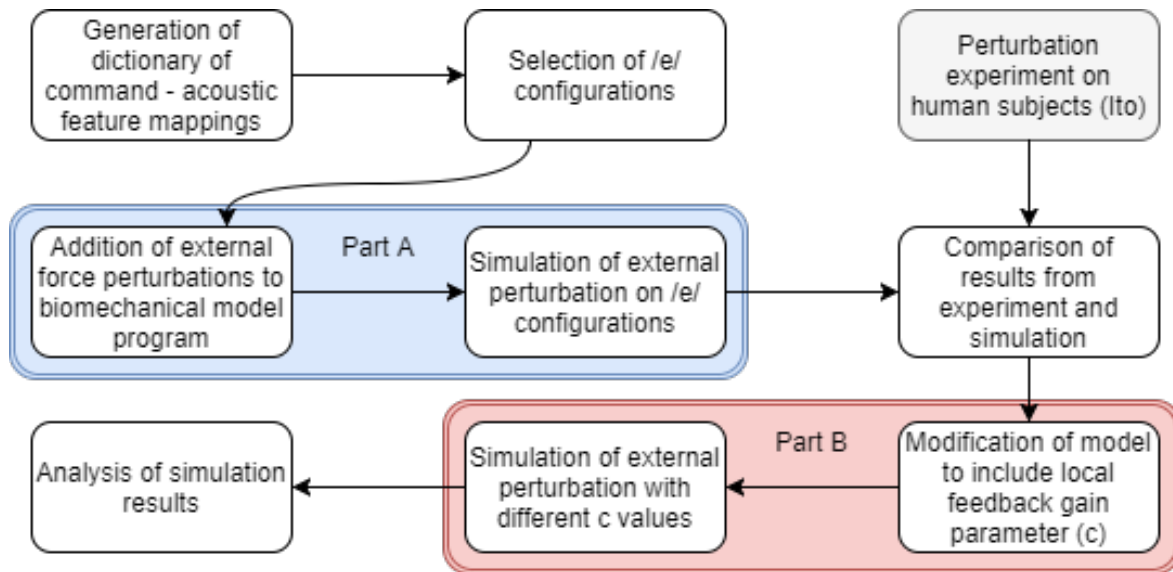 Generation of
dictionary of
command - acoustic
feature mappings
Selection of /e/
configurations
Perturbation
experiment on
human subjects (Ito)
Addition of external
force perturbations to
biomechanical model
program
Part A
Simulation of external
perturbation on /e/
configurations
Comparison of
results from
experiment and
simulation
Analysis of simulation
results
Simulation of external
perturbation with
different c values
Part B
Modification of model
to include local
feedback gain
parameter (c)